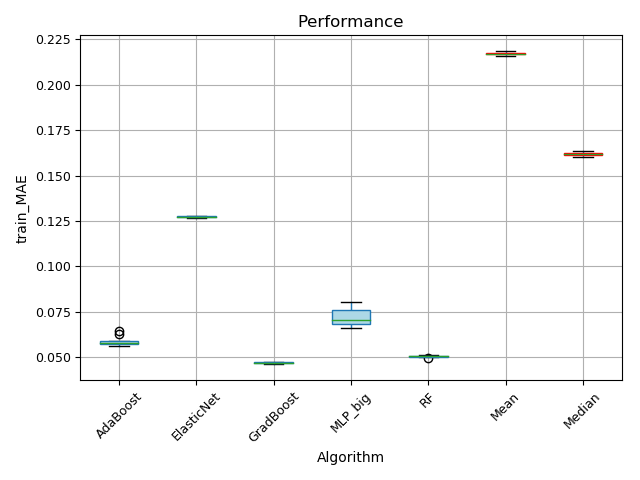 Performance
0.225
0.200
0.175
0.150
0.125
0.100
0.075
0.050
train_MAE
AdaBoost
ElasticNet
GradBoost
MLP_big
RF
Mean
Median
Algorithm